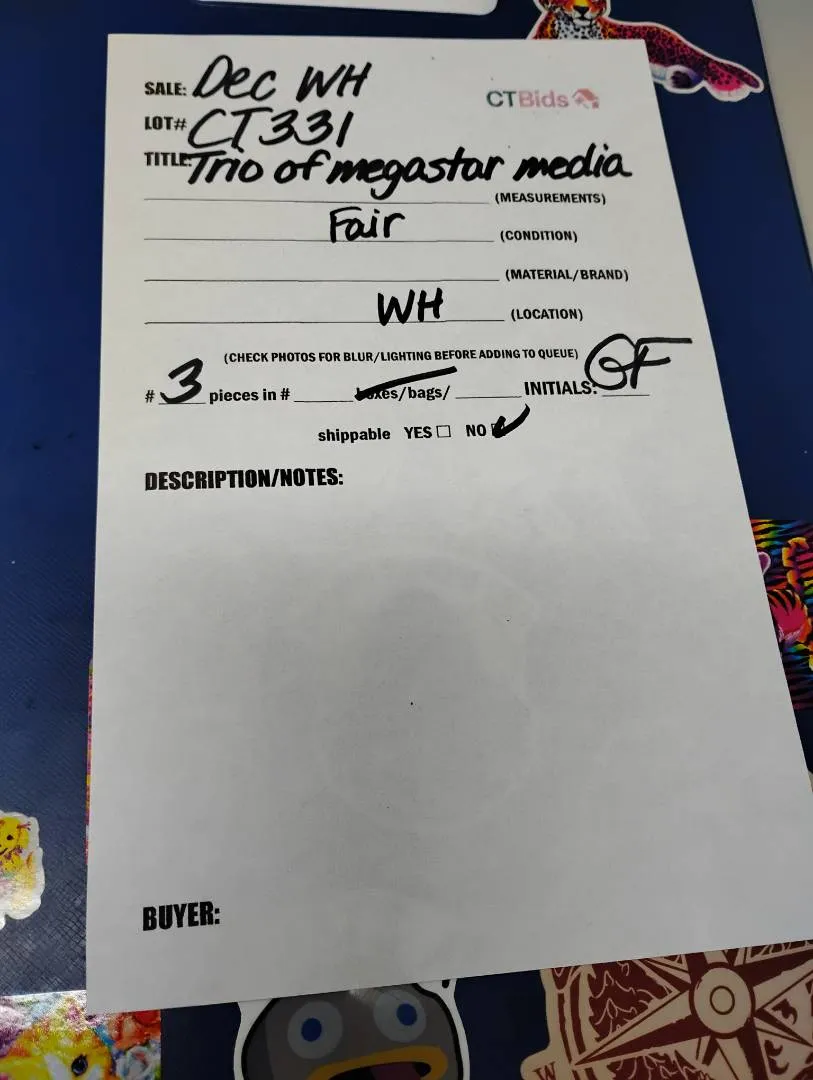 SALE: Dec WH
CTBids
LOT# CT331
TITLE: Trio of megastar media
(MEASUREMENTS)
Fair (CONDITION)
(MATERIAL/BRAND)
WH (LOCATION)
(CHECK PHOTOS FOR BLUR/LIGHTING BEFORE ADDING TO QUEUE)
# 3 pieces in # ______ boxes/bags/ ______ INITIALS: GF
shippable YES ☐ NO ☑
DESCRIPTION/NOTES:
BUYER:
W